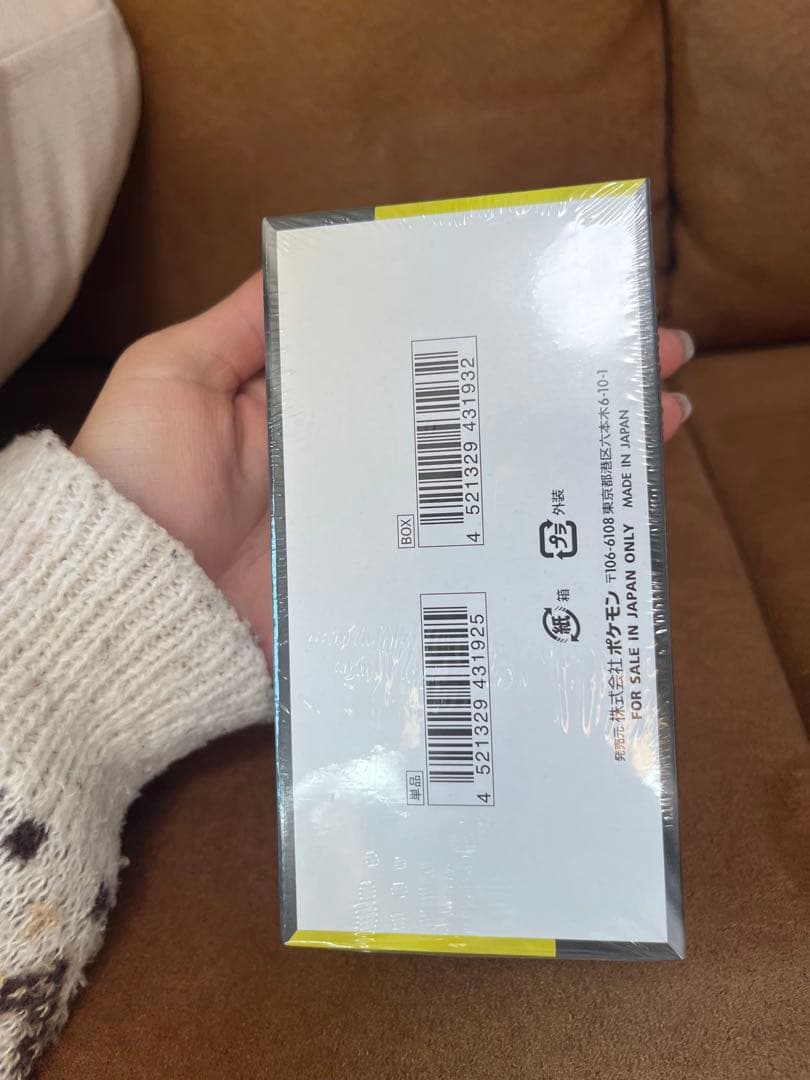 単品
4 521329 431925
BOX
4 521329 431932
紙 箱
プラ 外装
発売元 株式会社ポケモン 〒106-6108 東京都港区六本木6-10-1
FOR SALE IN JAPAN ONLY MADE IN JAPAN